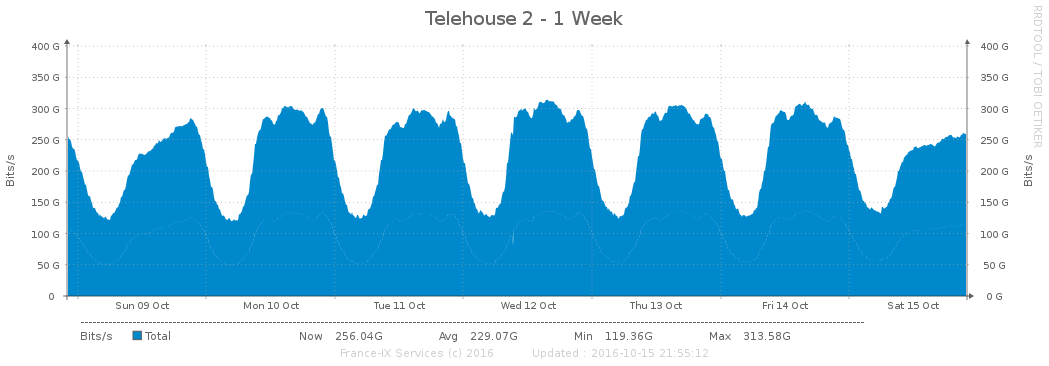 Telehouse 2 - 1 Week
RRDTOOL / TOBI OETIKER
400 G 400 G
350 G 350 G
300 G 300 G
250 G 250 G
200 G 200 G
150 G 150 G
100 G 100 G
50 G 50 G
0 0 G
Bits/s Bits/s
Sun 09 Oct Mon 10 Oct Tue 11 Oct Wed 12 Oct Thu 13 Oct Fri 14 Oct Sat 15 Oct
Bits/s Total Now 256.04G Avg 229.07G Min 119.36G Max 313.58G
France-IX Services (c) 2016 Updated : 2016-10-15 21:55:12